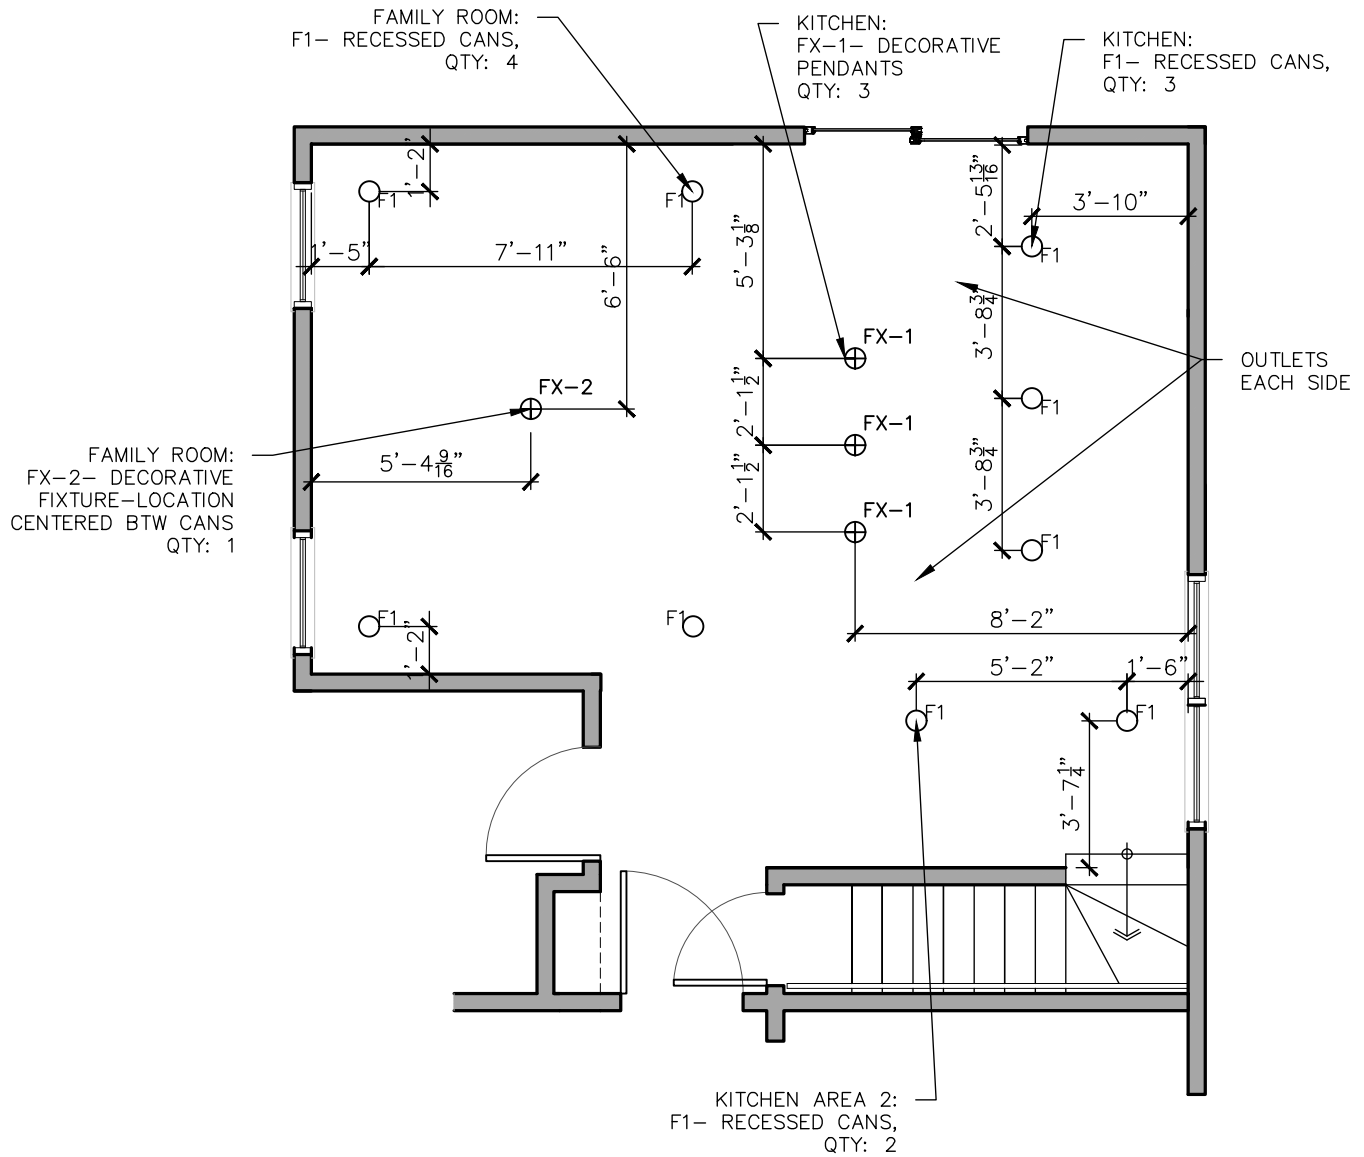 FAMILY ROOM:
F1– RECESSED CANS,
QTY: 4
KITCHEN:
FX–1– DECORATIVE
PENDANTS
QTY: 3
KITCHEN:
F1– RECESSED CANS,
QTY: 3
1'–2"
F1
F1
1'–5"
7'–11"
6'–6"
5'–3 1/8"
2'–5 13/16"
3'–10"
F1
3'–8 3/4"
FX–1
OUTLETS
EACH SIDE
FX–2
F1
2'–1 1/2"
FX–1
FAMILY ROOM:
FX–2– DECORATIVE
FIXTURE–LOCATION
CENTERED BTW CANS
QTY: 1
5'–4 9/16"
2'–1 1/2"
FX–1
3'–8 3/4"
F1
F1
1'–2"
F1
8'–2"
5'–2"
1'–6"
F1
F1
3'–7 1/4"
KITCHEN AREA 2:
F1– RECESSED CANS,
QTY: 2